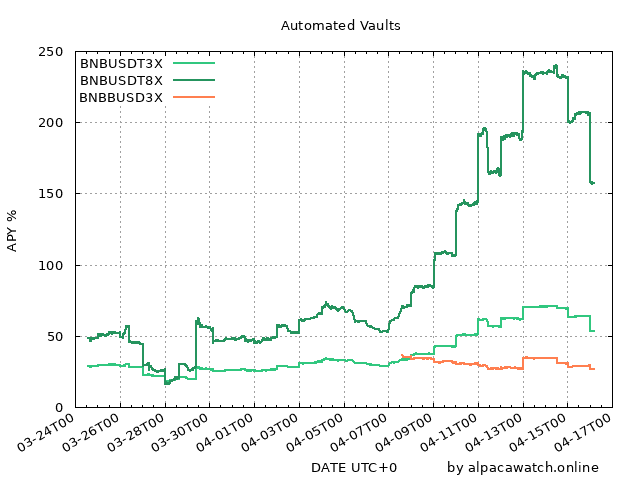 Automated Vaults
BNBUSDT3X
BNBUSDT8X
BNBBUSD3X
250
200
150
100
50
0
APY %
03-24T00
03-26T00
03-28T00
03-30T00
04-01T00
04-03T00
04-05T00
04-07T00
04-09T00
04-11T00
04-13T00
04-15T00
04-17T00
DATE UTC+0 by alpacawatch.online